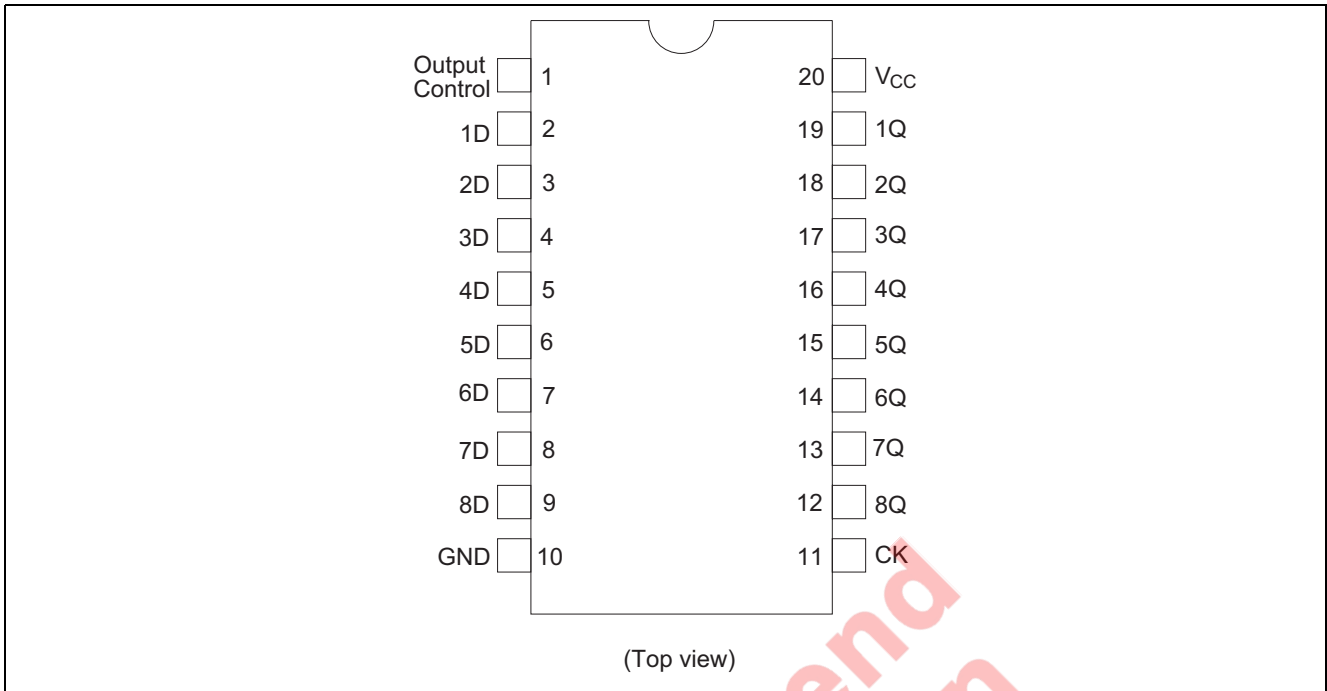 Output Control 1 20 VCC
1D 2 19 1Q
2D 3 18 2Q
3D 4 17 3Q
4D 5 16 4Q
5D 6 15 5Q
6D 7 14 6Q
7D 8 13 7Q
8D 9 12 8Q
GND 10 11 CK
(Top view)